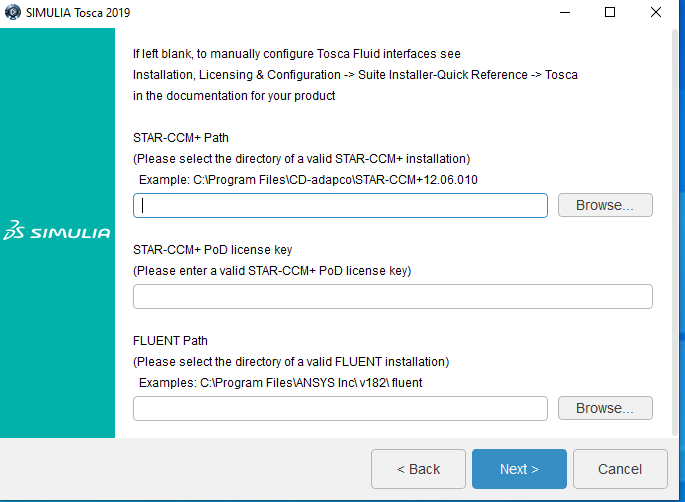 SIMULIA Tosca 2019
If left blank, to manually configure Tosca Fluid interfaces see
Installation, Licensing & Configuration -> Suite Installer-Quick Reference -> Tosca
in the documentation for your product
STAR-CCM+ Path
(Please select the directory of a valid STAR-CCM+ installation)
Example: C:\Program Files\CD-adapco\STAR-CCM+12.06.010
Browse...
SIMULIA
STAR-CCM+ PoD license key
(Please enter a valid STAR-CCM+ PoD license key)
FLUENT Path
(Please select the directory of a valid FLUENT installation)
Examples: C:\Program Files\ANSYS Inc\v182\fluent
Browse...
< Back
Next >
Cancel